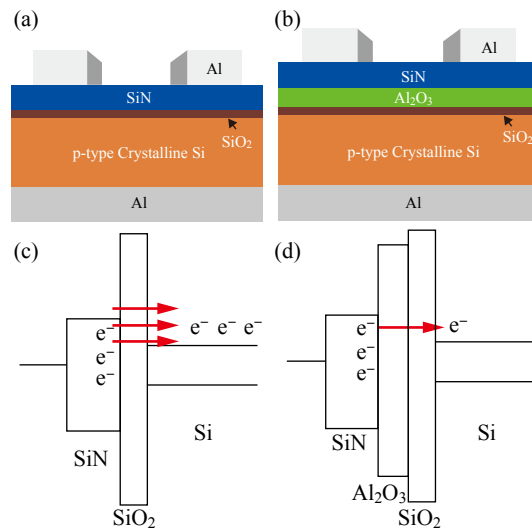 (a)
Al
SiN
SiO₂
p-type Crystalline Si
Al
(b)
Al
SiN
Al₂O₃
SiO₂
p-type Crystalline Si
Al
(c)
e⁻ e⁻ e⁻ e⁻
e⁻
e⁻
Si
SiN
SiO₂
(d)
e⁻ e⁻
e⁻
e⁻
Si
SiN
Al₂O₃
SiO₂